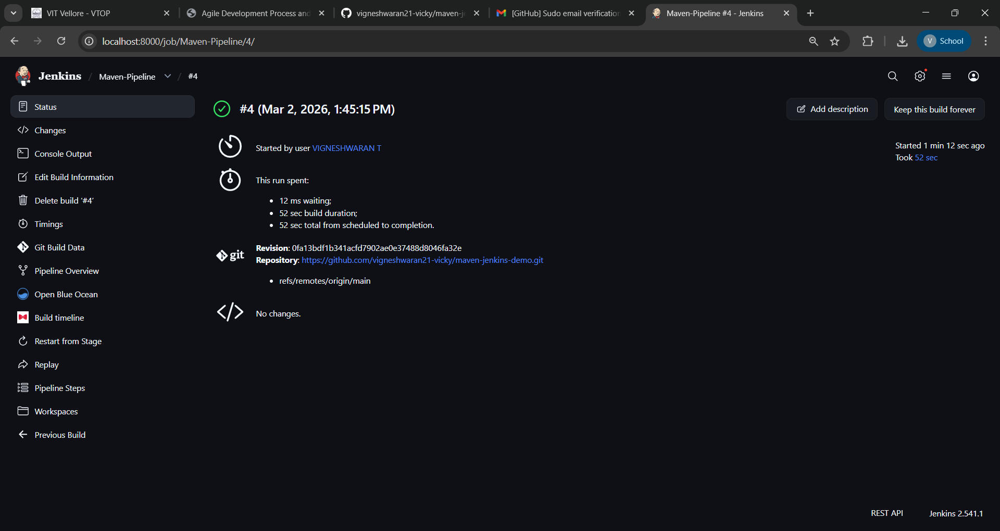 VIT Vellore - VTOP
Agile Development Process and
vigneshwaran21-vicky/maven-j
[GitHub] Sudo email verification
Maven-Pipeline #4 - Jenkins
localhost:8000/job/Maven-Pipeline/4/
V School
Jenkins / Maven-Pipeline / #4
Status
Changes
Console Output
Edit Build Information
Delete build ‘#4’
Timings
Git Build Data
Pipeline Overview
Open Blue Ocean
Build timeline
Restart from Stage
Replay
Pipeline Steps
Workspaces
Previous Build
#4 (Mar 2, 2026, 1:45:15 PM)
Add description
Keep this build forever
Started by user VIGNESHWARAN T
Started 1 min 12 sec ago
Took 52 sec
This run spent:
12 ms waiting;
52 sec build duration;
52 sec total from scheduled to completion.
git
Revision: 0fa13bdf1b341acfd7902ae0e37488d8046fa32e
Repository: https://github.com/vigneshwaran21-vicky/maven-jenkins-demo.git
refs/remotes/origin/main
No changes.
REST API
Jenkins 2.541.1